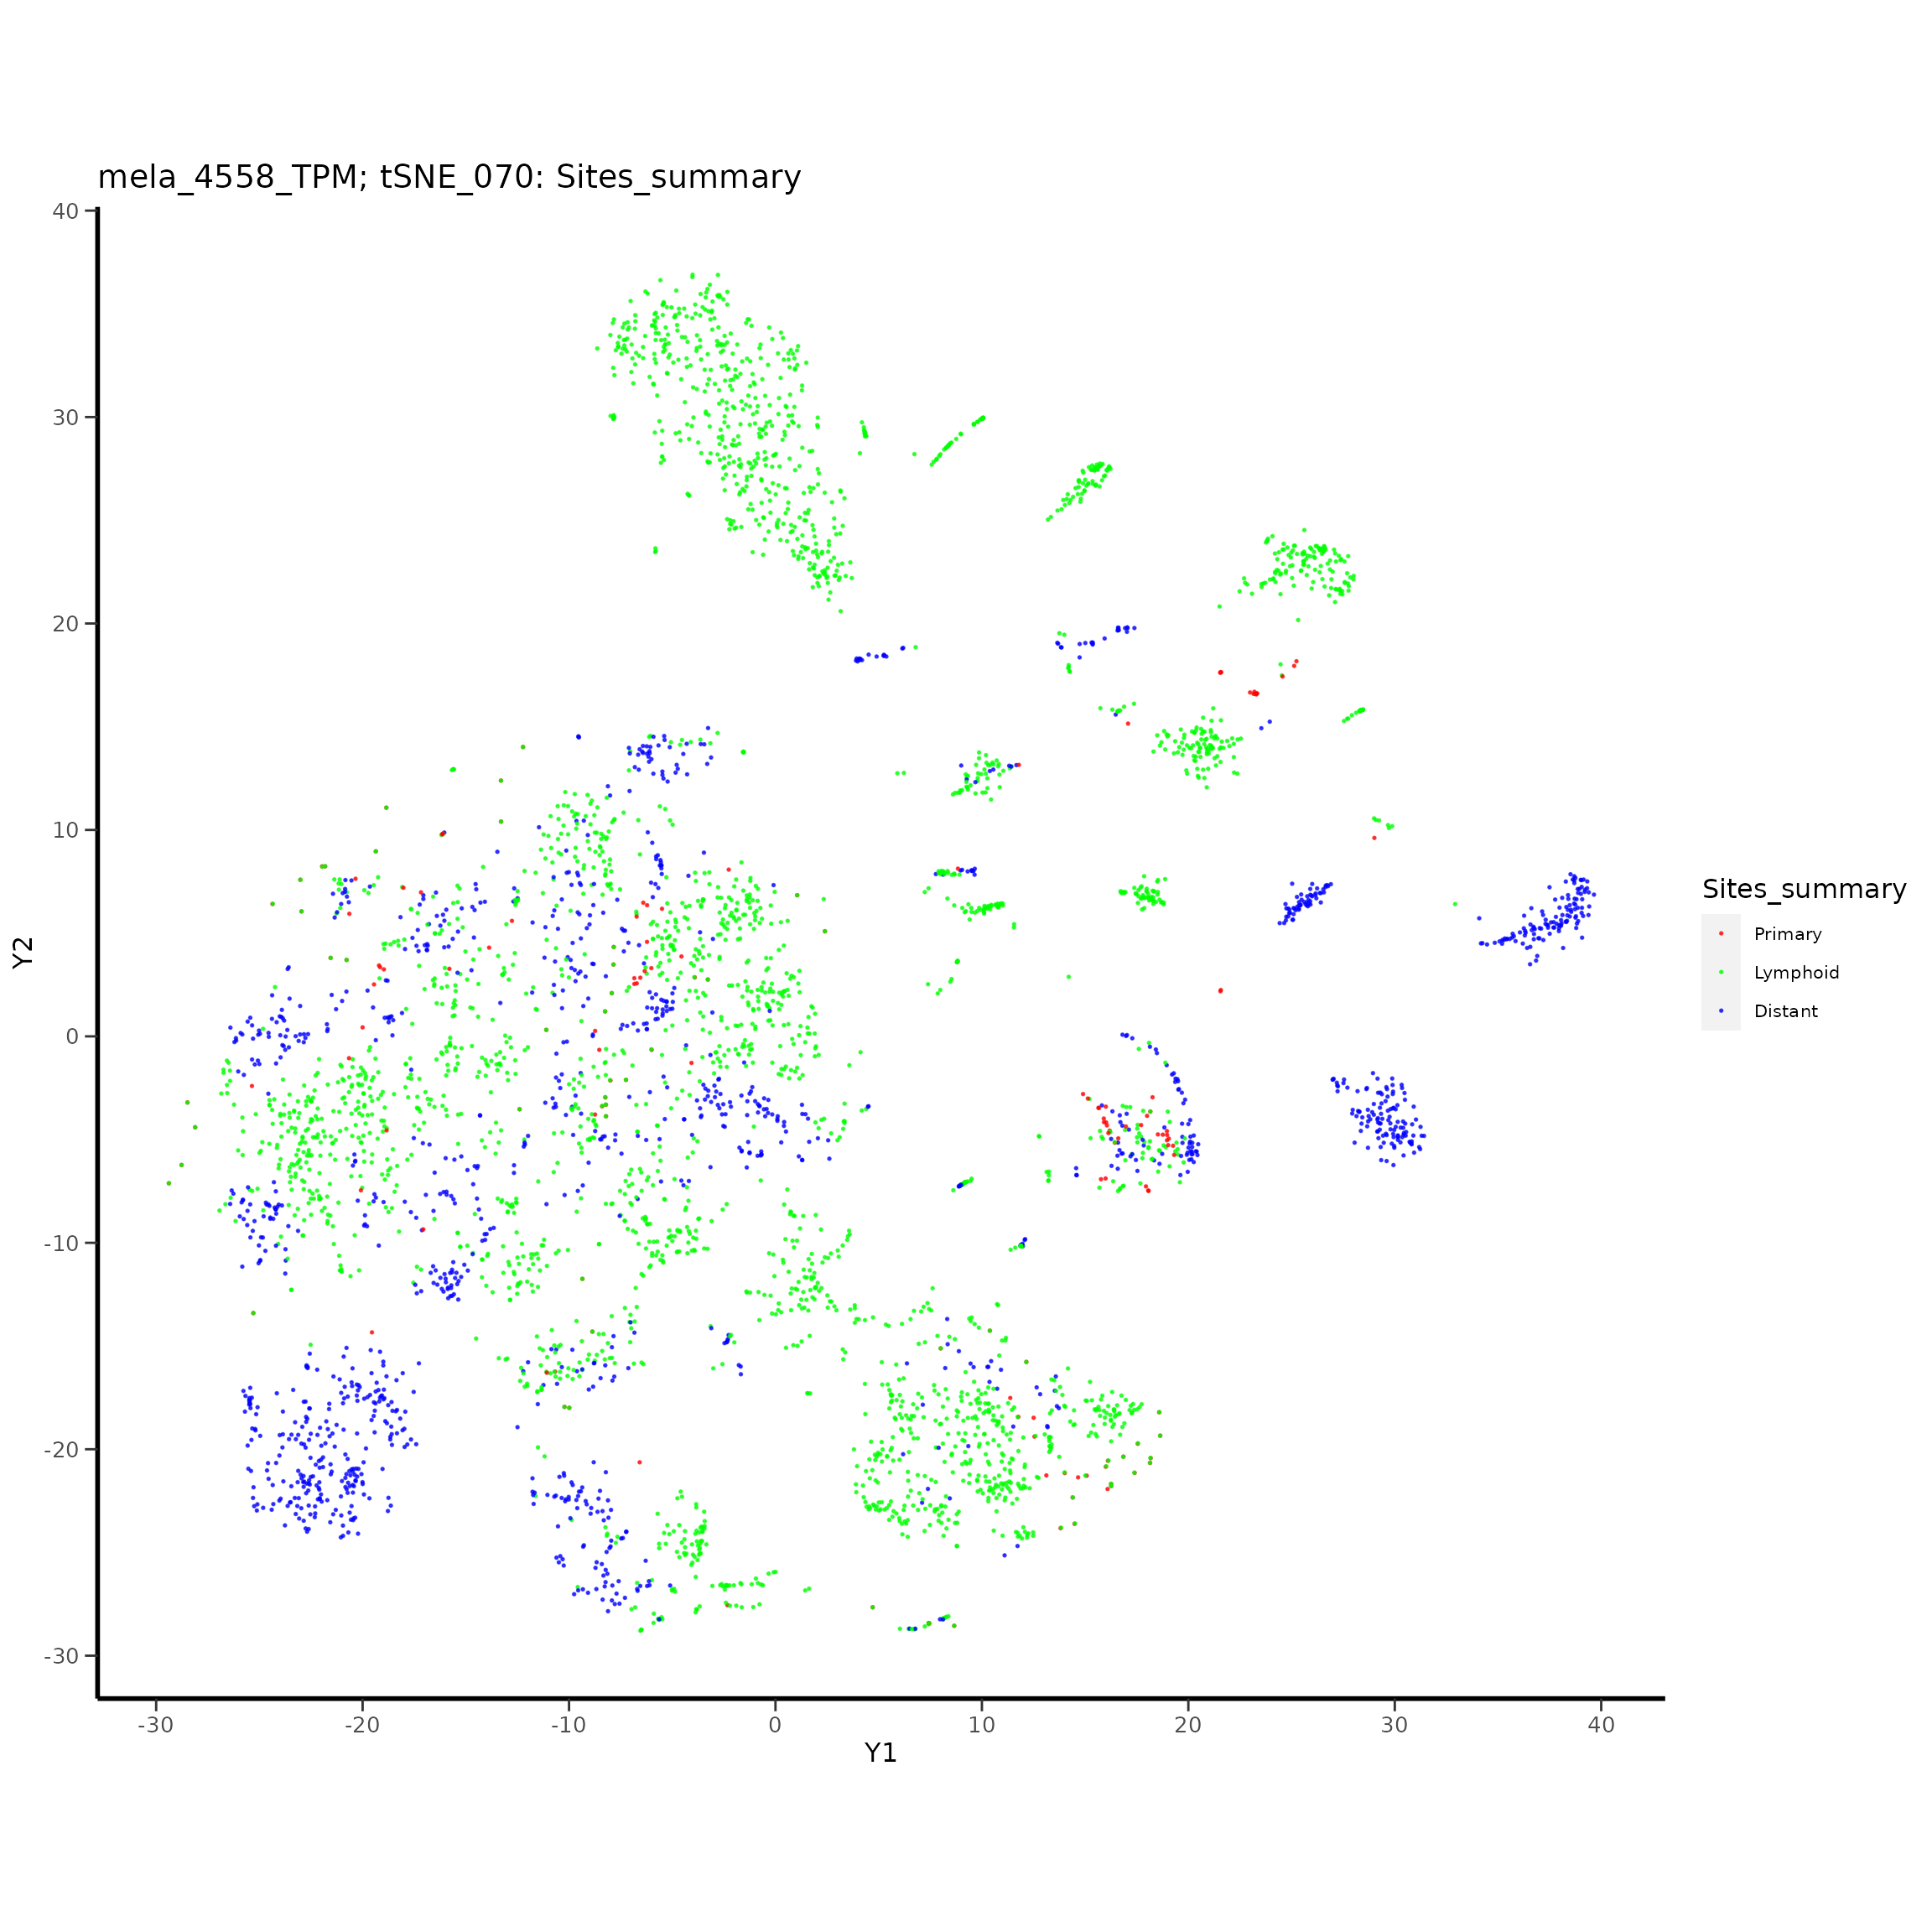 mela_4558_TPM; tSNE_070: Sites_summary
40
30
20
10
0
-10
-20
-30
Y2
-30 -20 -10 0 10 20 30 40
Y1
Sites_summary
Primary
Lymphoid
Distant